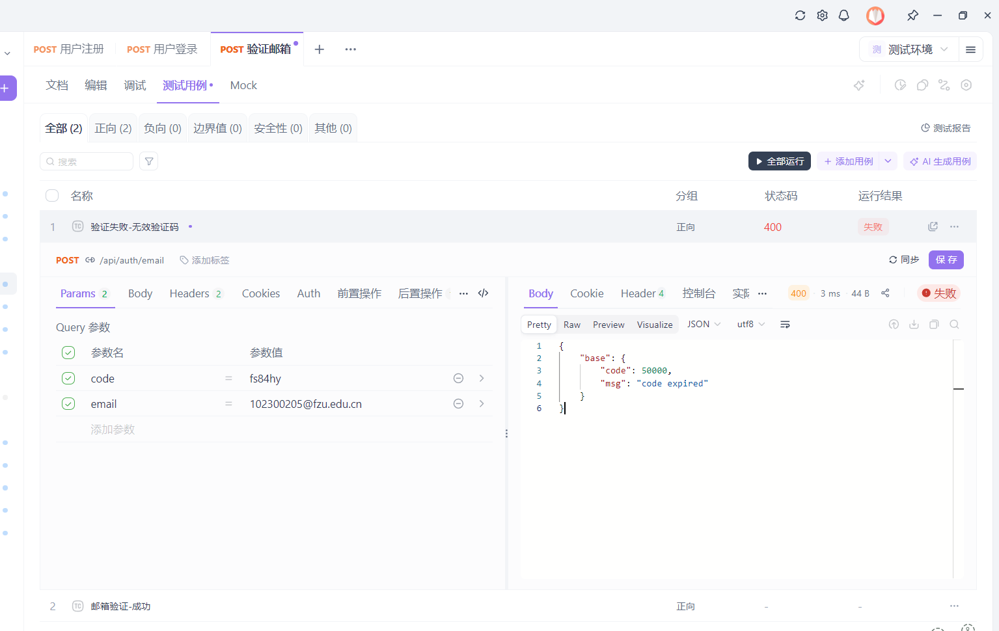 POST 用户注册 POST 用户登录 POST 验证邮箱 测 测试环境
文档 编辑 调试 测试用例 Mock
全部 (2) 正向 (2) 负向 (0) 边界值 (0) 安全性 (0) 其他 (0) 测试报告
搜索 全部运行 添加用例 AI 生成用例
名称 分组 状态码 运行结果
1 TC 验证失败-无效验证码 正向 400 失败
POST /api/auth/email 添加标签 同步 保存
Params 2 Body Headers 2 Cookies Auth 前置操作 后置操作 Body Cookie Header 4 控制台 400 3 ms 44 B 失败
Query 参数 Pretty Raw Preview Visualize JSON utf8
参数名 参数值
code = fs84hy
email = 102300205@fzu.edu.cn
添加参数
1 {
2 "base": {
3 "code": 50000,
4 "msg": "code expired"
5 }
6 }
2 TC 邮箱验证-成功 正向 - -